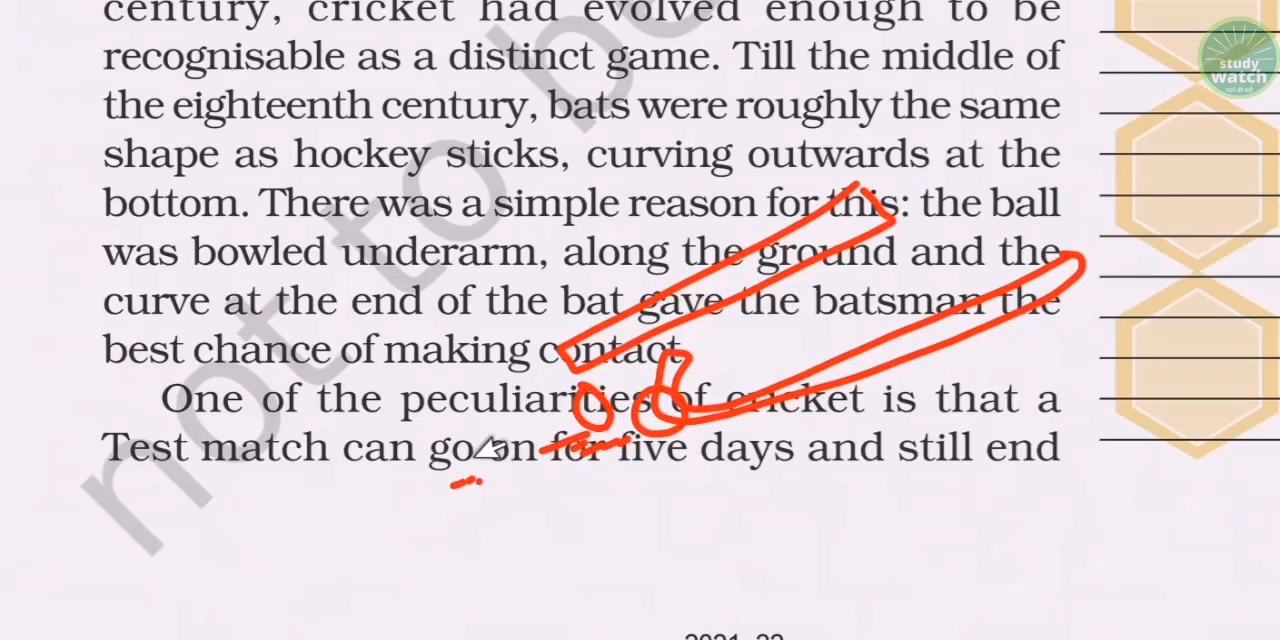 century, cricket had evolved enough to be
recognisable as a distinct game. Till the middle of
the eighteenth century, bats were roughly the same
shape as hockey sticks, curving outwards at the
bottom. There was a simple reason for this: the ball
was bowled underarm, along the ground and the
curve at the end of the bat gave the batsman the
best chance of making contact.
One of the peculiarities of cricket is that a
Test match can go on for five days and still end
not to be
study
watch